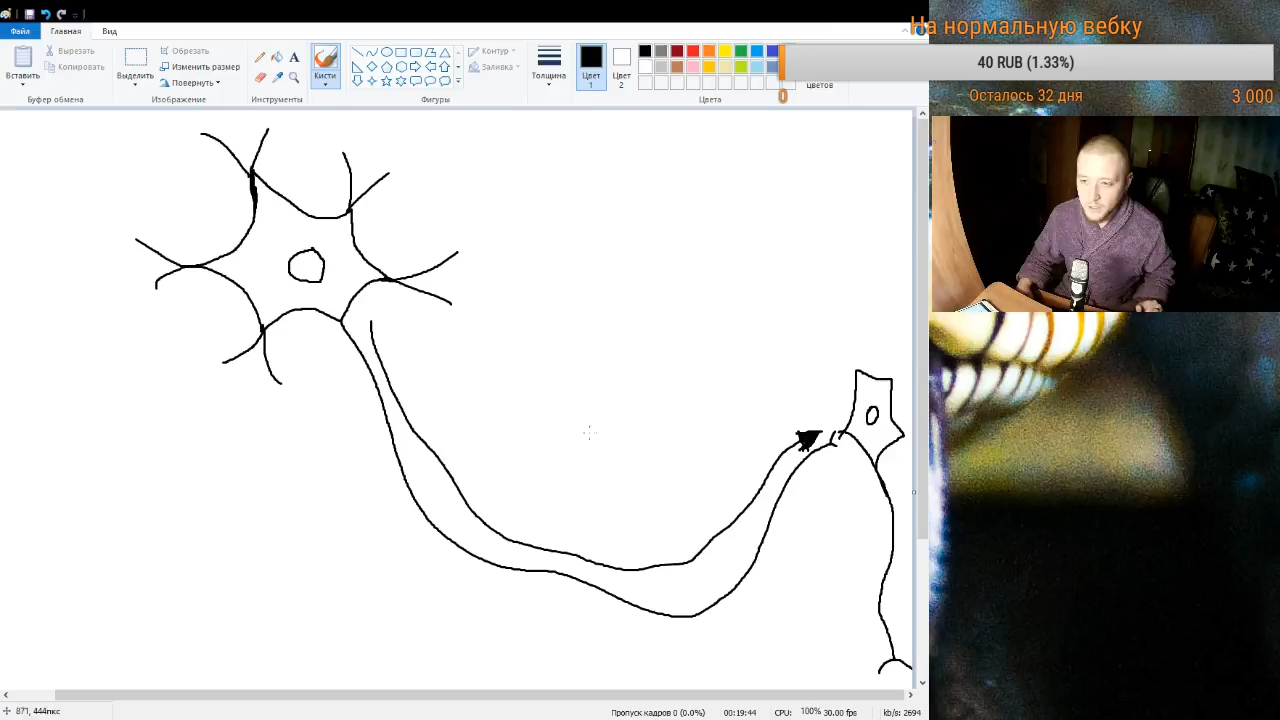 Файл
Главная
Вид
Вставить
Вырезать
Копировать
Буфер обмена
Выделить
Обрезать
Изменить размер
Повернуть
Изображение
A
Инструменты
Кисти
Контур
Заливка
Фигуры
Толщина
Цвет
1
Цвет
2
Цвета
цветов
На нормальную вебку
40 RUB (1.33%)
0
Осталось 32 дня
3 000
871, 444пкс
Пропуск кадров 0 (0.0%)
00:19:44
CPU:
100%
30.00 fps
kb/s: 2694